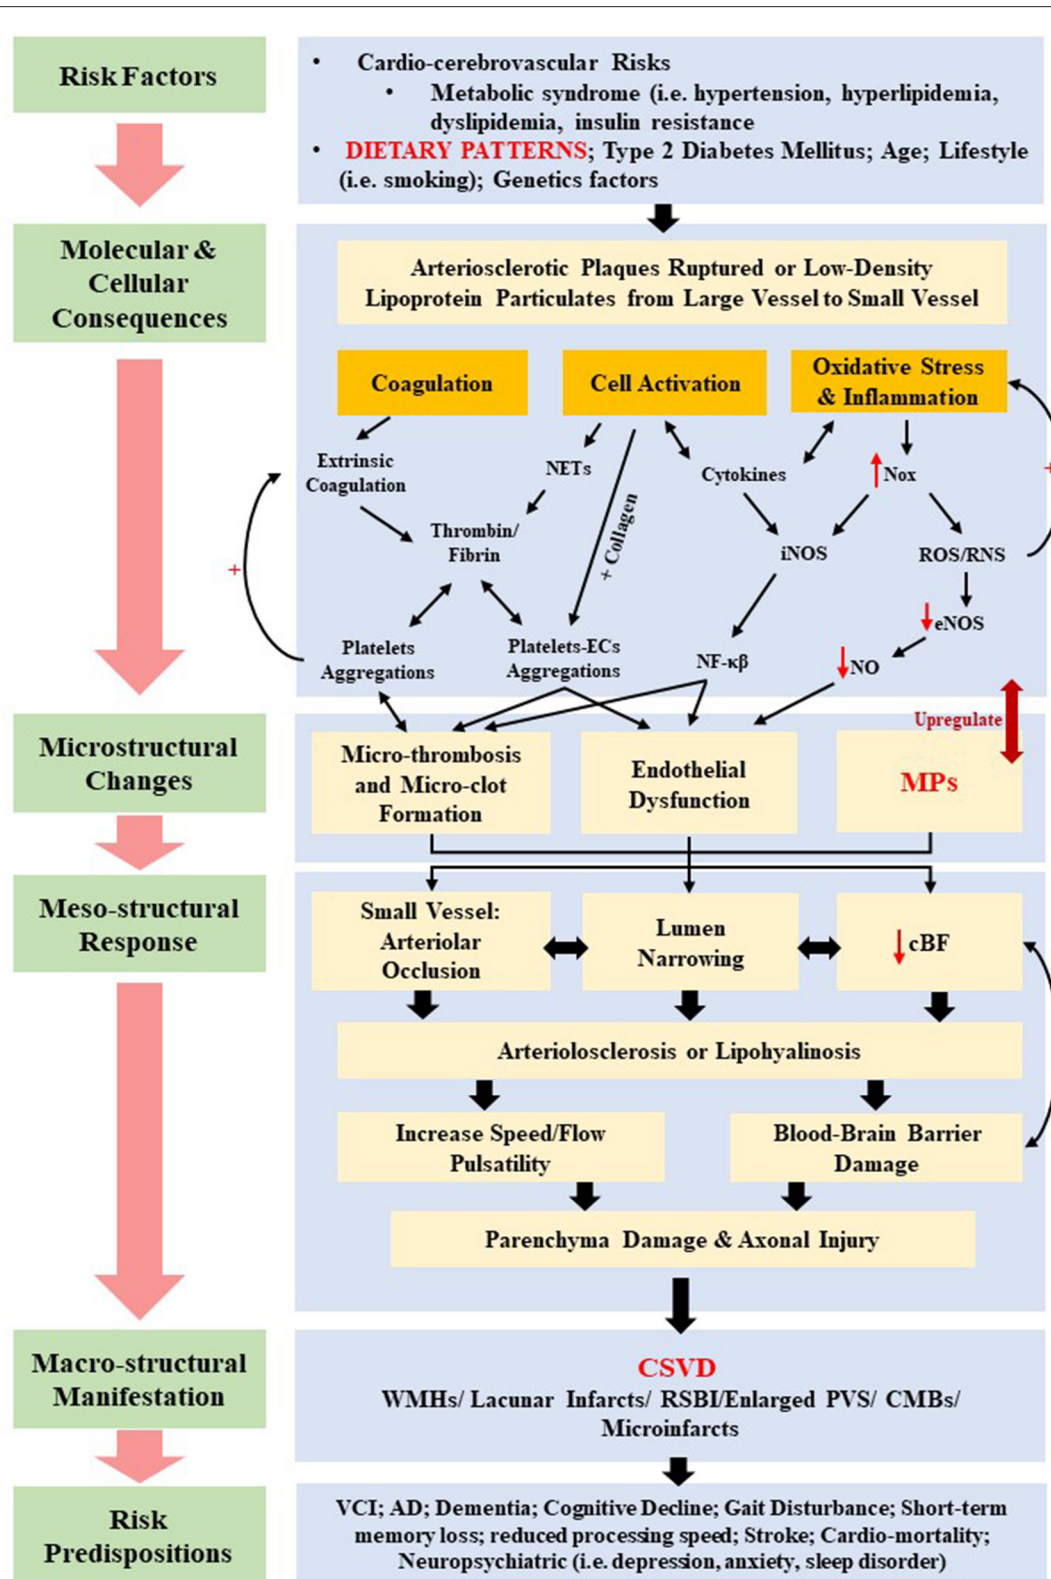 Risk Factors
• Cardio-cerebrovascular Risks
• Metabolic syndrome (i.e. hypertension, hyperlipidemia,
dyslipidemia, insulin resistance
• DIETARY PATTERNS; Type 2 Diabetes Mellitus; Age; Lifestyle
(i.e. smoking); Genetics factors
Molecular &
Cellular
Consequences
Arteriosclerotic Plaques Ruptured or Low-Density
Lipoprotein Particulates from Large Vessel to Small Vessel
Coagulation
Cell Activation
Oxidative Stress
& Inflammation
Extrinsic
Coagulation
NETs
Cytokines
Nox
+
+ Collagen
Thrombin/
Fibrin
iNOS
ROS/RNS
+
eNOS
Platelets
Aggregations
Platelets-ECs
Aggregations
NF-κβ
NO
Upregulate
Microstructural
Changes
Micro-thrombosis
and Micro-clot
Formation
Endothelial
Dysfunction
MPs
Meso-structural
Response
Small Vessel:
Arteriolar
Occlusion
Lumen
Narrowing
cBF
Arteriolosclerosis or Lipohyalinosis
Increase Speed/Flow
Pulsatility
Blood-Brain Barrier
Damage
Parenchyma Damage & Axonal Injury
Macro-structural
Manifestation
CSVD
WMHs/ Lacunar Infarcts/ RSBI/Enlarged PVS/ CMBs/
Microinfarcts
Risk
Predispositions
VCI; AD; Dementia; Cognitive Decline; Gait Disturbance; Short-term
memory loss; reduced processing speed; Stroke; Cardio-mortality;
Neuropsychiatric (i.e. depression, anxiety, sleep disorder)